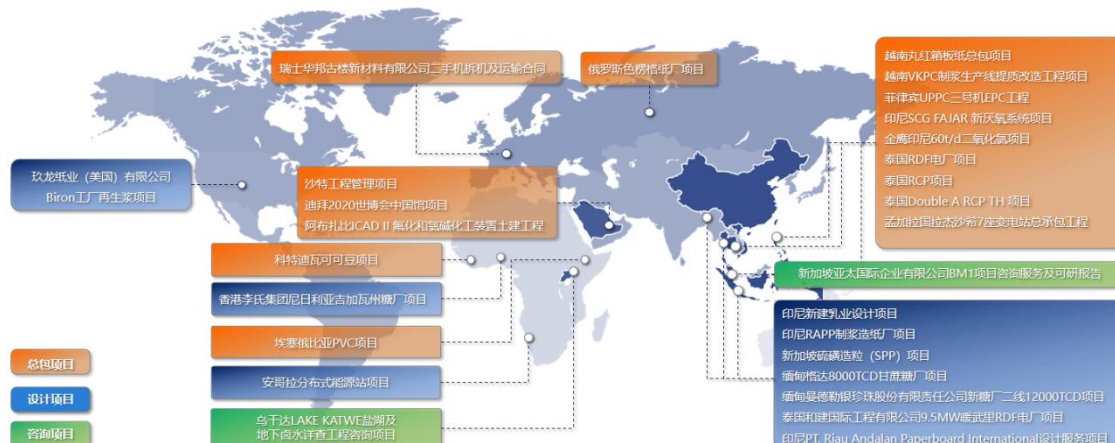 瑞士华邦古楼新材料有限公司二手机拆机及运输合同
俄罗斯色楞格纸厂项目
越南丸红箱板纸总包项目
越南VKPC制浆生产线提质改造工程项目
菲律宾UPPC三号机EPC工程
印尼SCG FAJAR 新厌氧系统项目
金鹰印尼60t/d二氧化氯项目
泰国RDF电厂项目
泰国RCP项目
泰国Double A RCP TH 项目
孟加拉国拉杰沙希7座变电站总承包工程
玖龙纸业（美国）有限公司
Biron工厂再生浆项目
沙特工程管理项目
迪拜2020世博会中国馆项目
阿布扎比ICAD II 氟化和氯碱化工装置土建工程
科特迪瓦可可豆项目
新加坡亚太国际企业有限公司BM1项目咨询服务及可研报告
香港李氏集团尼日利亚吉加瓦州糖厂项目
埃塞俄比亚PVC项目
安哥拉分布式能源站项目
乌干达LAKE KATWE盐湖及
地下卤水详查工程咨询项目
印尼新建乳业设计项目
印尼RAPP制浆造纸厂项目
新加坡硫磺造粒（SPP）项目
缅甸格达8000TCD甘蔗糖厂项目
缅甸曼德勒银珍珠股份有限责任公司新糖厂二线12000TCD项目
泰国和建国际工程有限公司9.5MW暖武里RDF电厂项目
印尼PT. Riau Andalan Paperboard International设计服务项目
总包项目
设计项目
咨询项目